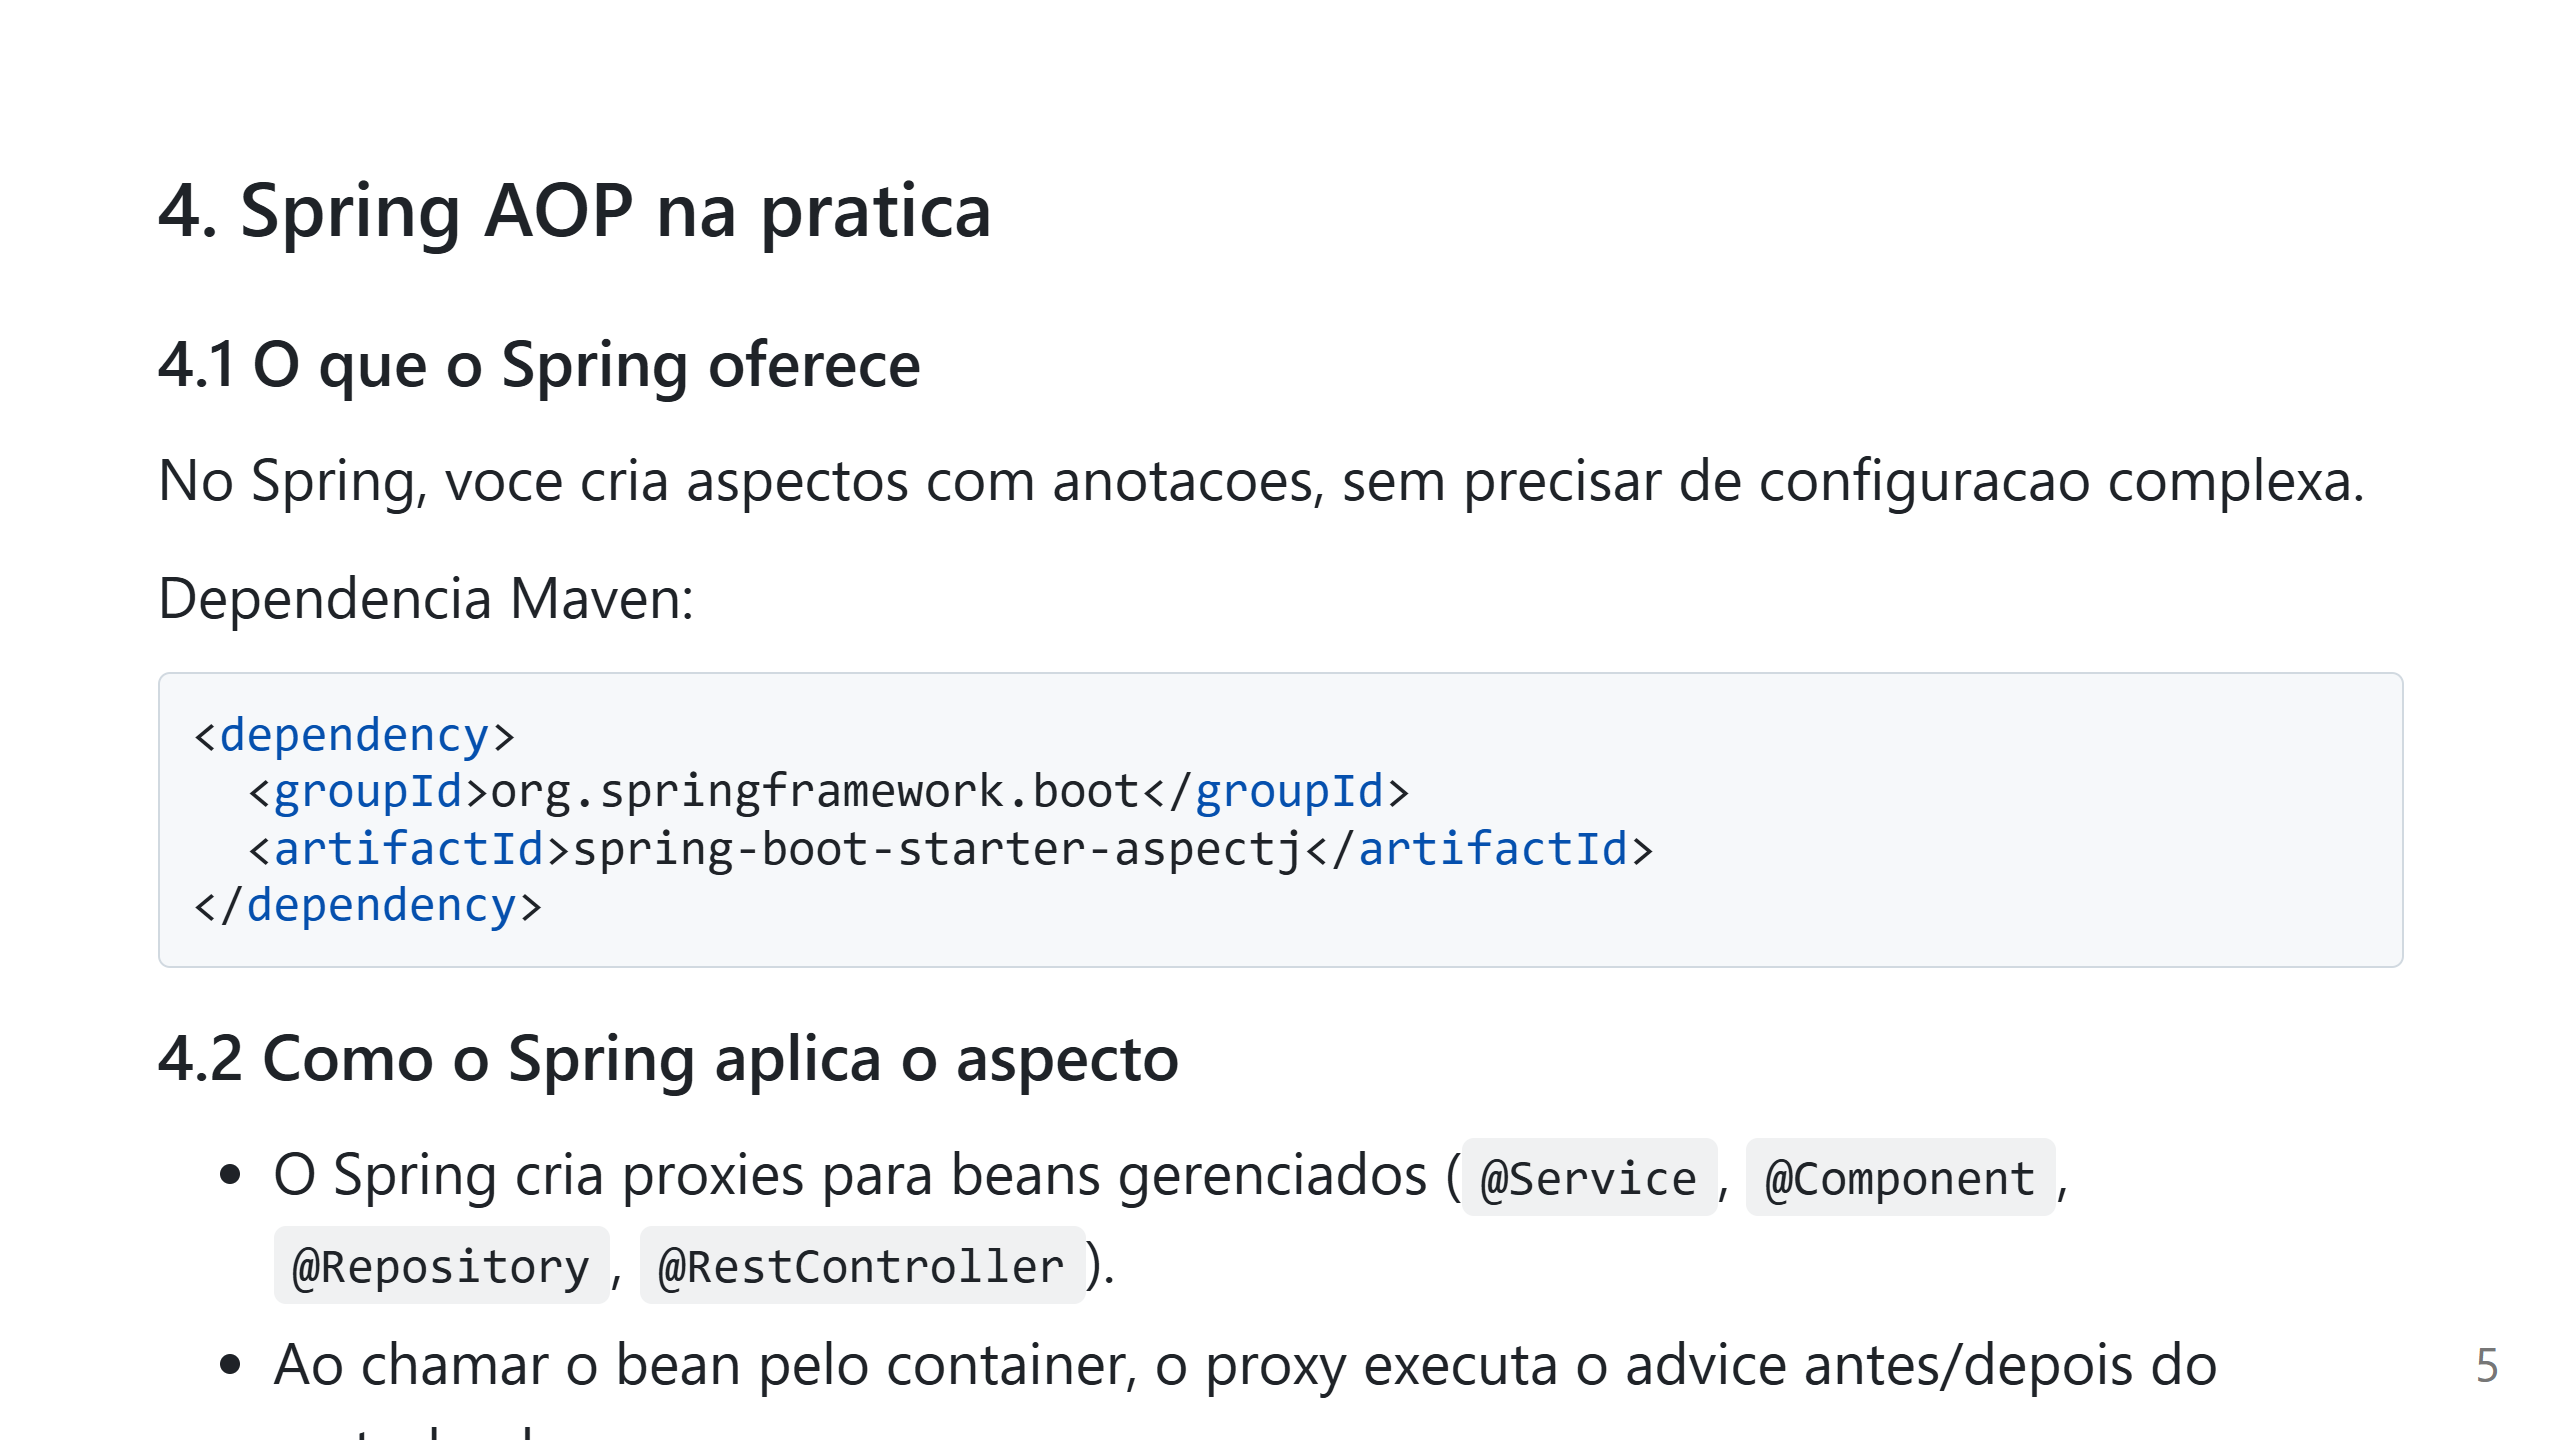 4. Spring AOP na pratica
4.1 O que o Spring oferece
No Spring, voce cria aspectos com anotacoes, sem precisar de configuracao complexa.
Dependencia Maven:
<dependency>
  <groupId>org.springframework.boot</groupId>
  <artifactId>spring-boot-starter-aspectj</artifactId>
</dependency>
4.2 Como o Spring aplica o aspecto
• O Spring cria proxies para beans gerenciados ( @Service , @Component ,
@Repository , @RestController ).
• Ao chamar o bean pelo container, o proxy executa o advice antes/depois do
5